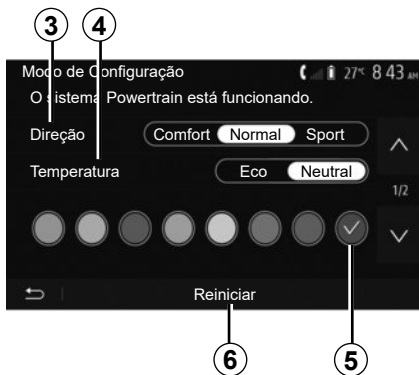 3 4
Modo de Configuração 27°C 8 43 AM
O sistema Powertrain está funcionando.
Direção Comfort Normal Sport
Temperatura Eco Neutral
1/2
Reiniciar
6 5